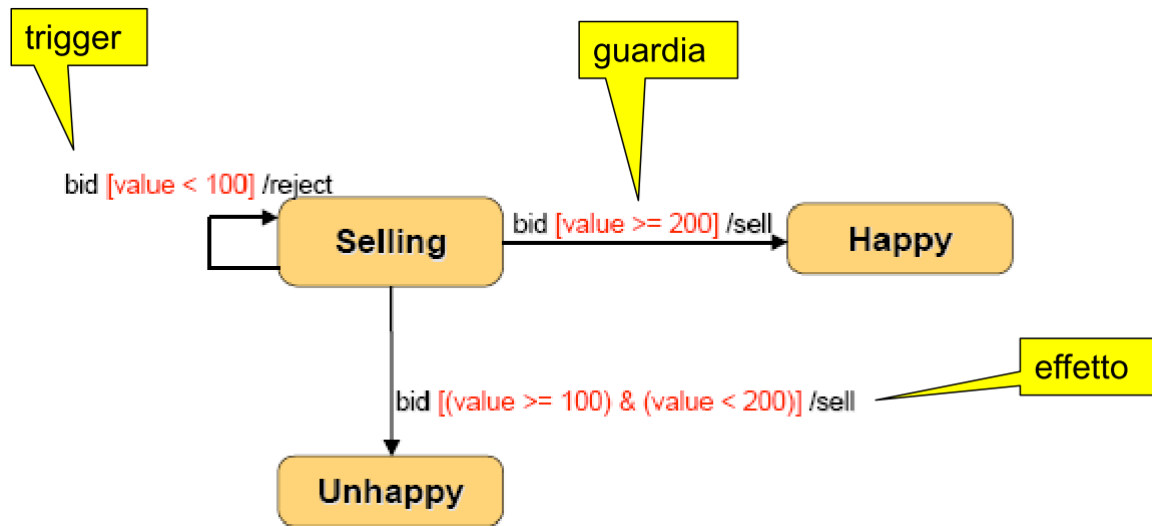 trigger
guardia
bid [value < 100] /reject
Selling
bid [value >= 200] /sell
Happy
effetto
bid [(value >= 100) & (value < 200)] /sell
Unhappy